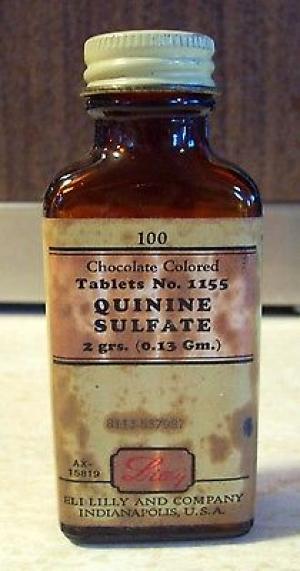 100
Chocolate Colored
Tablets No. 1155
QUININE
SULFATE
2 grs. (0.13 Gm.)
AX-
15819
Lilly
ELI LILLY AND COMPANY
INDIANAPOLIS, U.S.A.